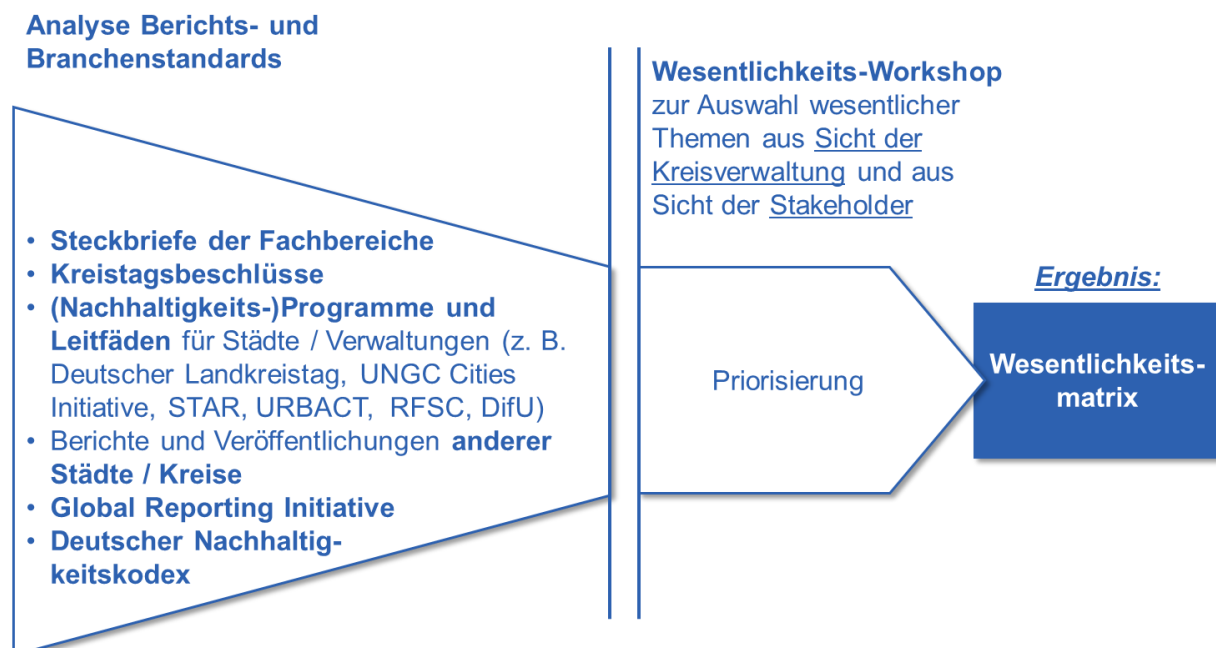 Analyse Berichts- und
Branchenstandards
• Steckbriefe der Fachbereiche
• Kreistagsbeschlüsse
• (Nachhaltigkeits-)Programme und
Leitfäden für Städte / Verwaltungen (z. B.
Deutscher Landkreistag, UNGC Cities
Initiative, STAR, URBACT, RFSC, DifU)
• Berichte und Veröffentlichungen anderer
Städte / Kreise
• Global Reporting Initiative
• Deutscher Nachhaltig-
keitskodex
Wesentlichkeits-Workshop
zur Auswahl wesentlicher
Themen aus Sicht der
Kreisverwaltung und aus
Sicht der Stakeholder
Priorisierung
Ergebnis:
Wesentlichkeits-
matrix